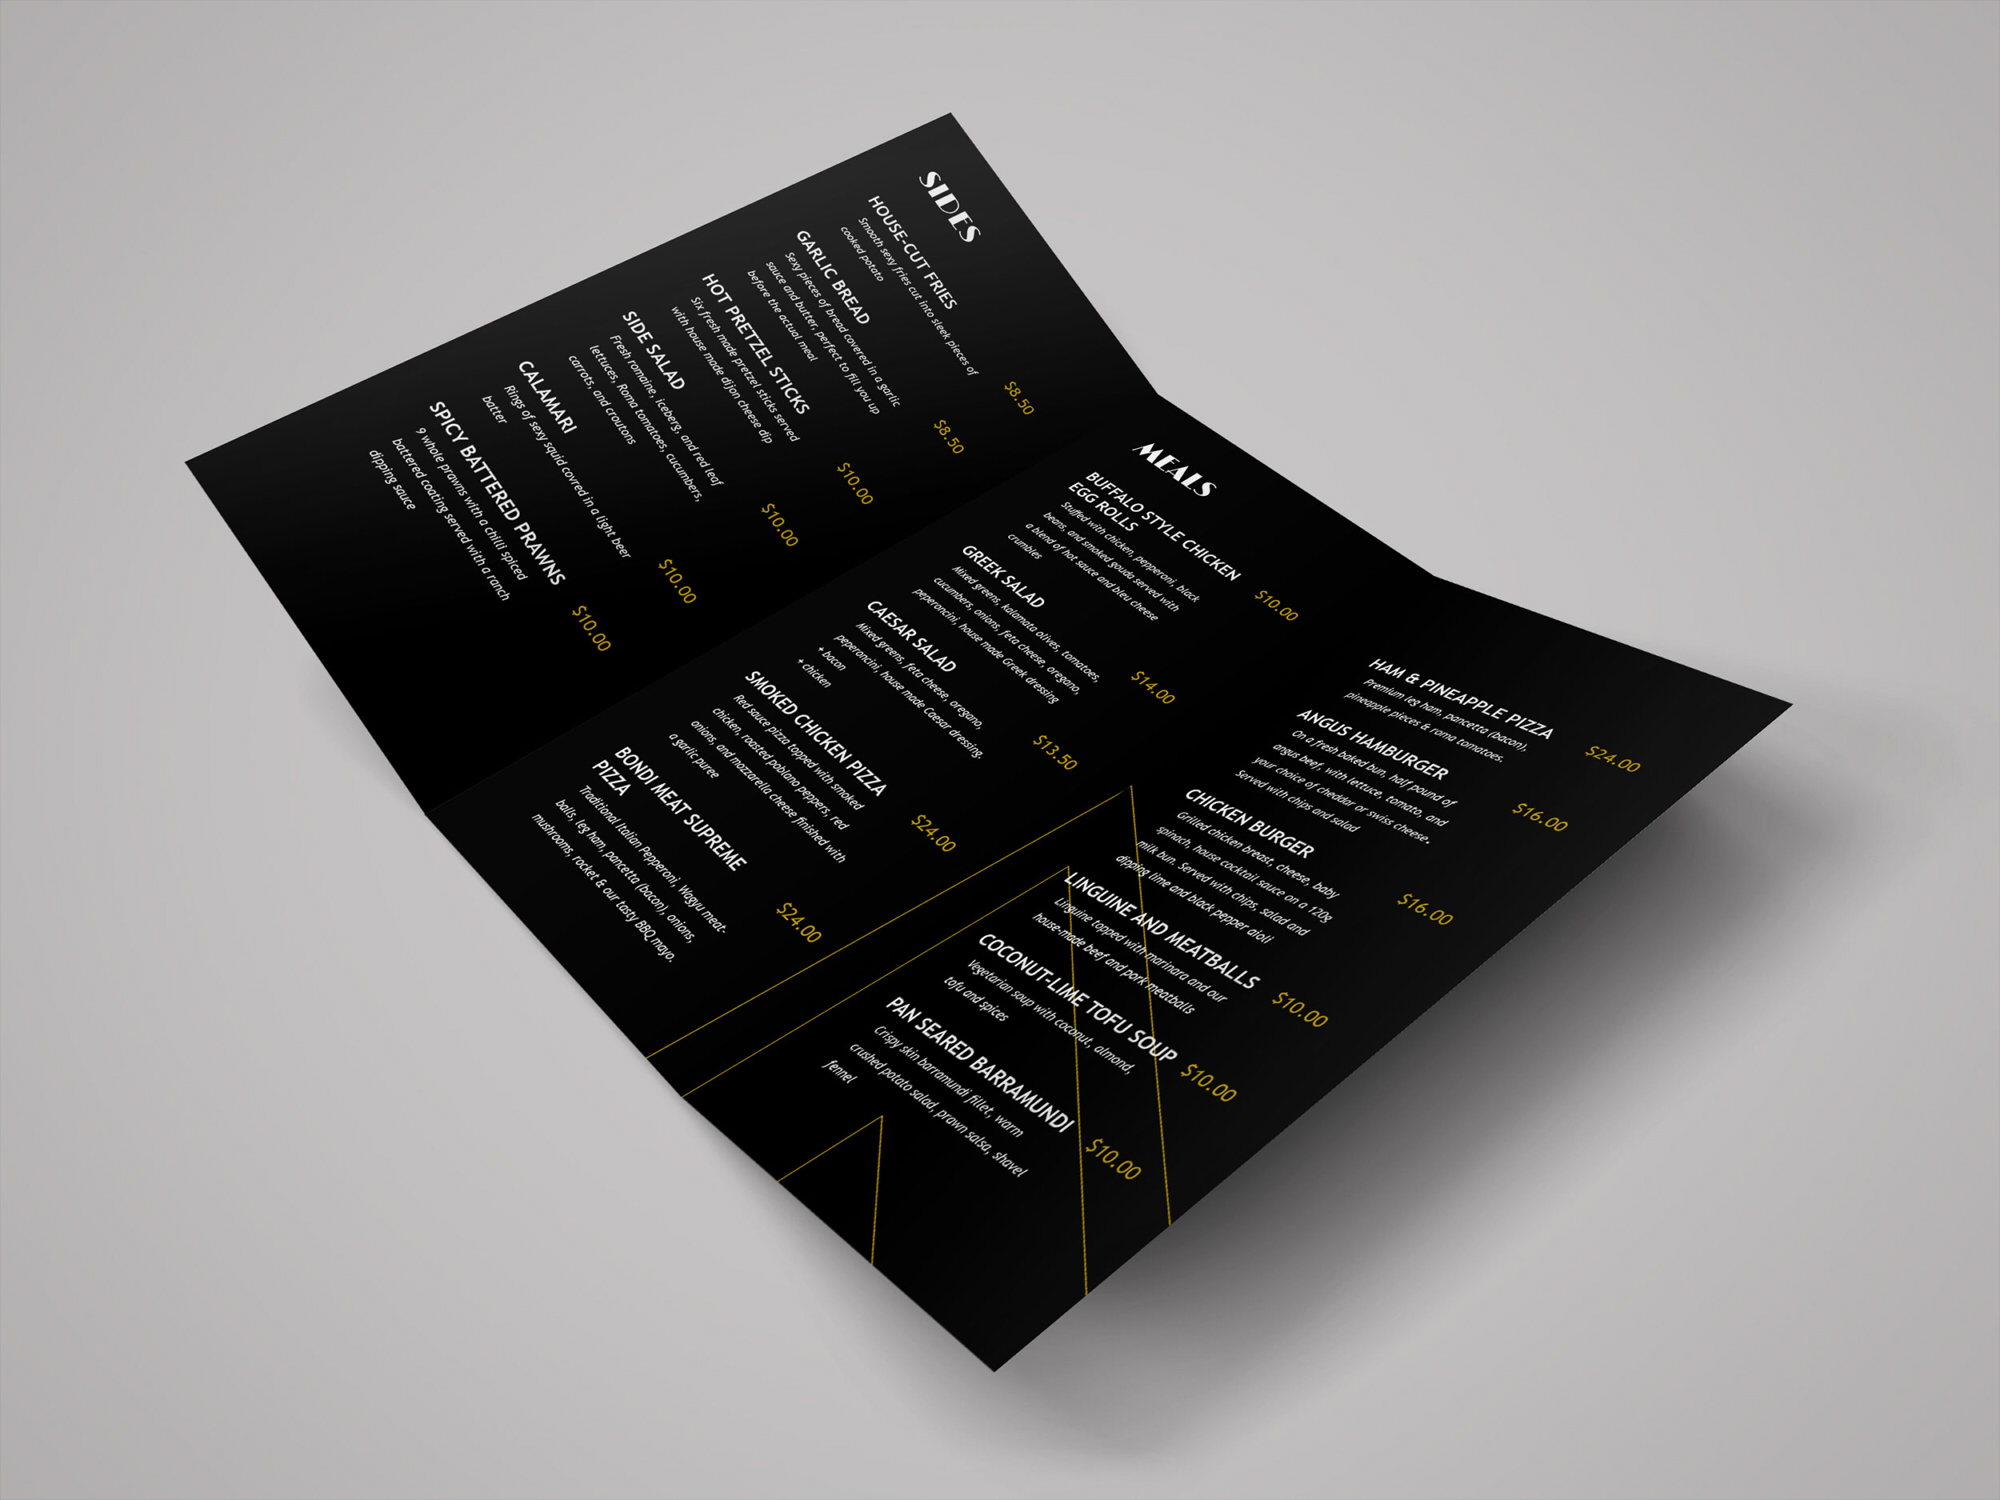 SIDES
HOUSE-CUT FRIES
Smooth sexy fries cut into sleek pieces of
cooked potato
$8.50
GARLIC BREAD
Sexy pieces of bread covered in a garlic
sauce and butter, perfect to fill you up
before the actual meal
$8.50
HOT PRETZEL STICKS
Six fresh made pretzel sticks served
with house made dijon cheese dip
$10.00
SIDE SALAD
Fresh romaine, iceberg, and red leaf
lettuces, Roma tomatoes, cucumbers,
carrots, and croutons
$10.00
CALAMARI
Rings of sexy squid covred in a light beer
batter
$10.00
SPICY BATTERED PRAWNS
9 whole prawns with a chilli spiced
battered coating served with a ranch
dipping sauce
$10.00
MEALS
BUFFALO STYLE CHICKEN
EGG ROLLS
Stuffed with chicken, pepperoni, black
beans, and smoked gouda served with
a blend of hot sauce and bleu cheese
crumbles
$10.00
GREEK SALAD
Mixed greens, kalamata olives, tomatoes,
cucumbers, onions, feta cheese, oregano,
peperoncini, house made Greek dressing
$14.00
CAESAR SALAD
Mixed greens, feta cheese, oregano,
peperoncini, house made Caesar dressing.
+ bacon
+ chicken
$13.50
SMOKED CHICKEN PIZZA
Red sauce pizza topped with smoked
chicken, roasted poblano peppers, red
onions, and mozzarella cheese finished with
a garlic puree
$24.00
BONDI MEAT SUPREME
PIZZA
Traditional Italian Pepperoni, Wagyu meat-
balls, leg ham, pancetta (bacon), onions,
mushrooms, rocket & our tasty BBQ mayo.
$24.00
HAM & PINEAPPLE PIZZA
Premium leg ham, pancetta (bacon),
pineapple pieces & roma tomatoes.
$24.00
ANGUS HAMBURGER
On a fresh baked bun, half pound of
angus beef, with lettuce, tomato, and
your choice of cheddar or swiss cheese.
Served with chips and salad
$16.00
CHICKEN BURGER
Grilled chicken breast, cheese, baby
spinach, house cocktail sauce on a 120g
milk bun. Served with chips, salad and
dipping lime and black pepper aioli
$16.00
LINGUINE AND MEATBALLS
Linguine topped with marinara and our
house-made beef and pork meatballs
$10.00
COCONUT-LIME TOFU SOUP
Vegetarian soup with coconut, almond,
tofu and spices
$10.00
PAN SEARED BARRAMUNDI
Crispy skin barramundi fillet, warm
crushed potato salad, prawn salsa, shavel
fennel
$10.00